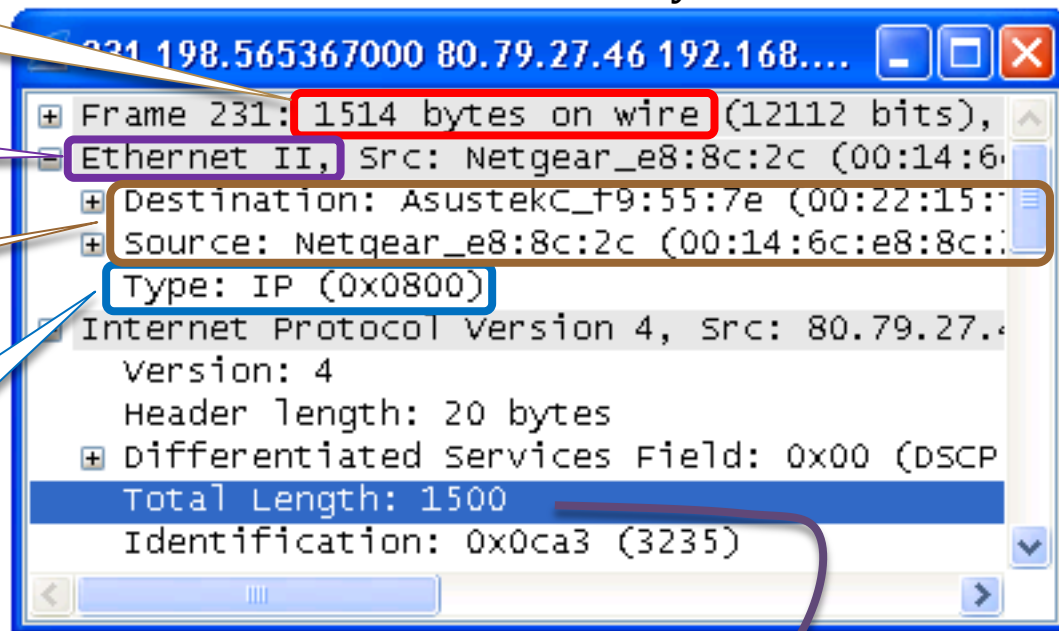 231 198.565367000 80.79.27.46 192.168....
Frame 231: 1514 bytes on wire (12112 bits),
Ethernet II, Src: Netgear_e8:8c:2c (00:14:6
Destination: AsustekC_f9:55:7e (00:22:15:
Source: Netgear_e8:8c:2c (00:14:6c:e8:8c:
Type: IP (0x0800)
Internet Protocol Version 4, Src: 80.79.27.
Version: 4
Header length: 20 bytes
Differentiated Services Field: 0x00 (DSCP
Total Length: 1500
Identification: 0x0ca3 (3235)